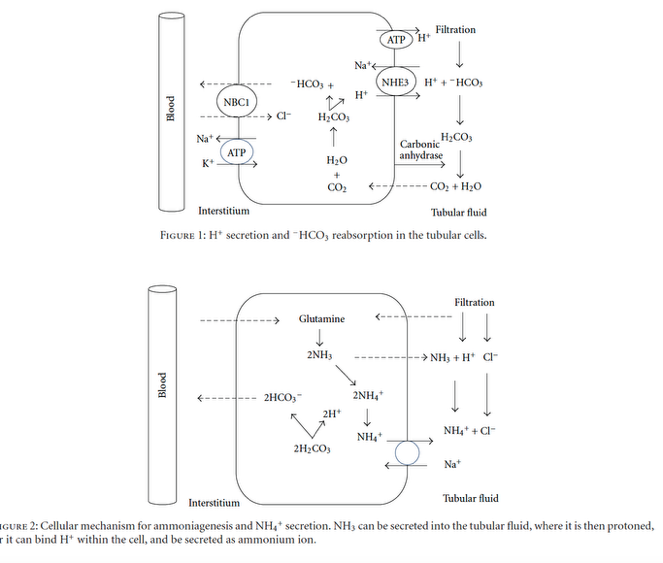 Filtration
ATP H⁺
Na⁺
NHE3 H⁺ + ⁻HCO₃
⁻HCO₃ +
H⁺
NBC1
Cl⁻
H₂CO₃
Blood
Na⁺
ATP
K⁺
H₂CO₃
Carbonic
anhydrase
H₂O
+
CO₂
CO₂ + H₂O
Interstitium
Tubular fluid
FIGURE 1: H⁺ secretion and ⁻HCO₃ reabsorption in the tubular cells.
Filtration
Glutamine
2NH₃
NH₃ + H⁺ Cl⁻
Blood
2HCO₃⁻
2NH₄⁺
2H⁺
NH₄⁺
NH₄⁺ + Cl⁻
2H₂CO₃
Na⁺
Interstitium
Tubular fluid
IGURE 2: Cellular mechanism for ammoniagenesis and NH₄⁺ secretion. NH₃ can be secreted into the tubular fluid, where it is then protoned,
r it can bind H⁺ within the cell, and be secreted as ammonium ion.